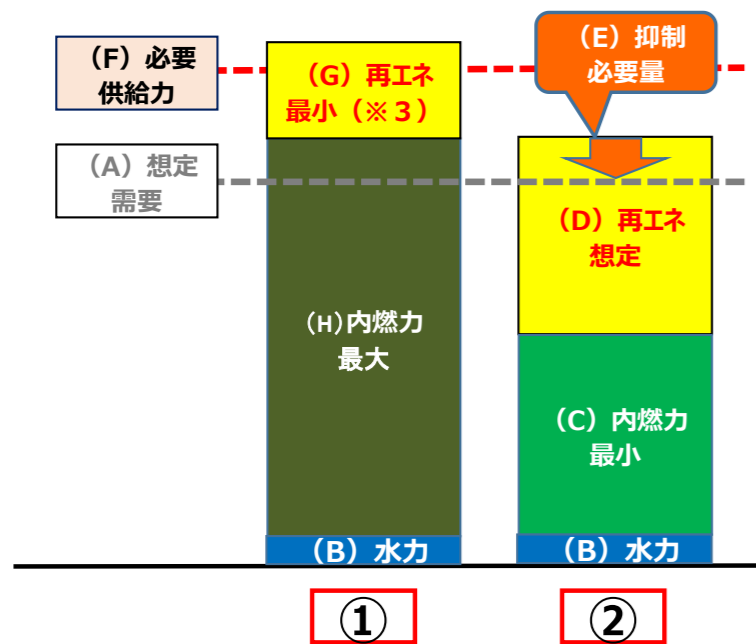 （F）必要
供給力
（G）再エネ
最小（※３）
（E）抑制
必要量
（A）想定
需要
（D）再エネ
想定
（H）内燃力
最大
（C）内燃力
最小
（B）水力
（B）水力
①
②